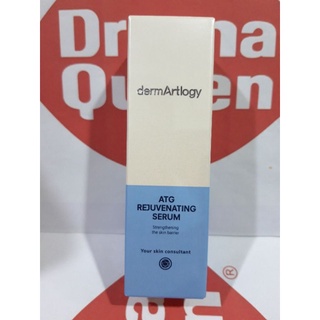 Drama
Queen
dermArtlogy
ATG
REJUVENATING
SERUM
Strengthening
the skin barrier
Your skin consultant
®